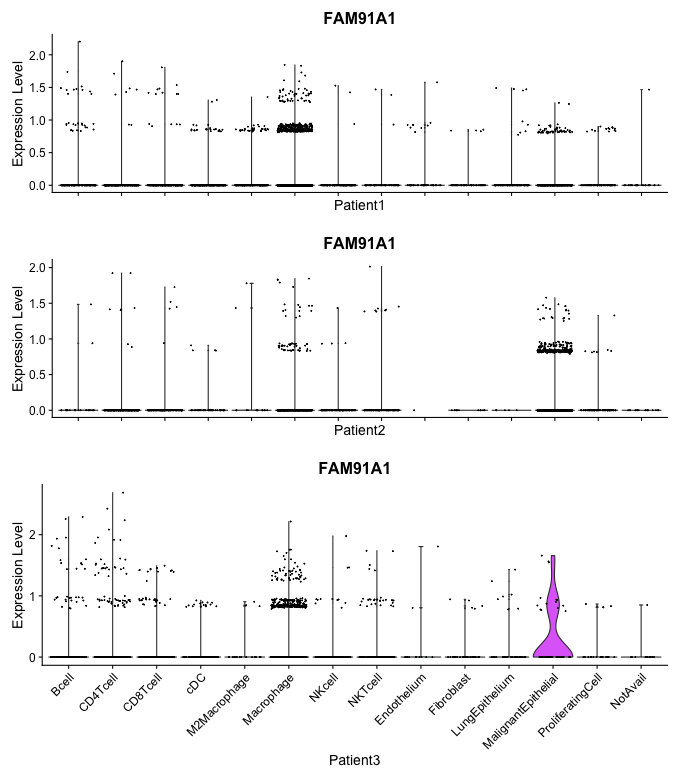 FAM91A1
Expression Level
2.0
1.5
1.0
0.5
0.0
Patient1
FAM91A1
Expression Level
2.0
1.5
1.0
0.5
0.0
Patient2
FAM91A1
Expression Level
2
1
0
Bcell
CD4Tcell
CD8Tcell
cDC
M2Macrophage
Macrophage
NKcell
NKTcell
Endothelium
Fibroblast
LungEpithelium
MalignantEpithelial
ProliferatingCell
NotAvail
Patient3